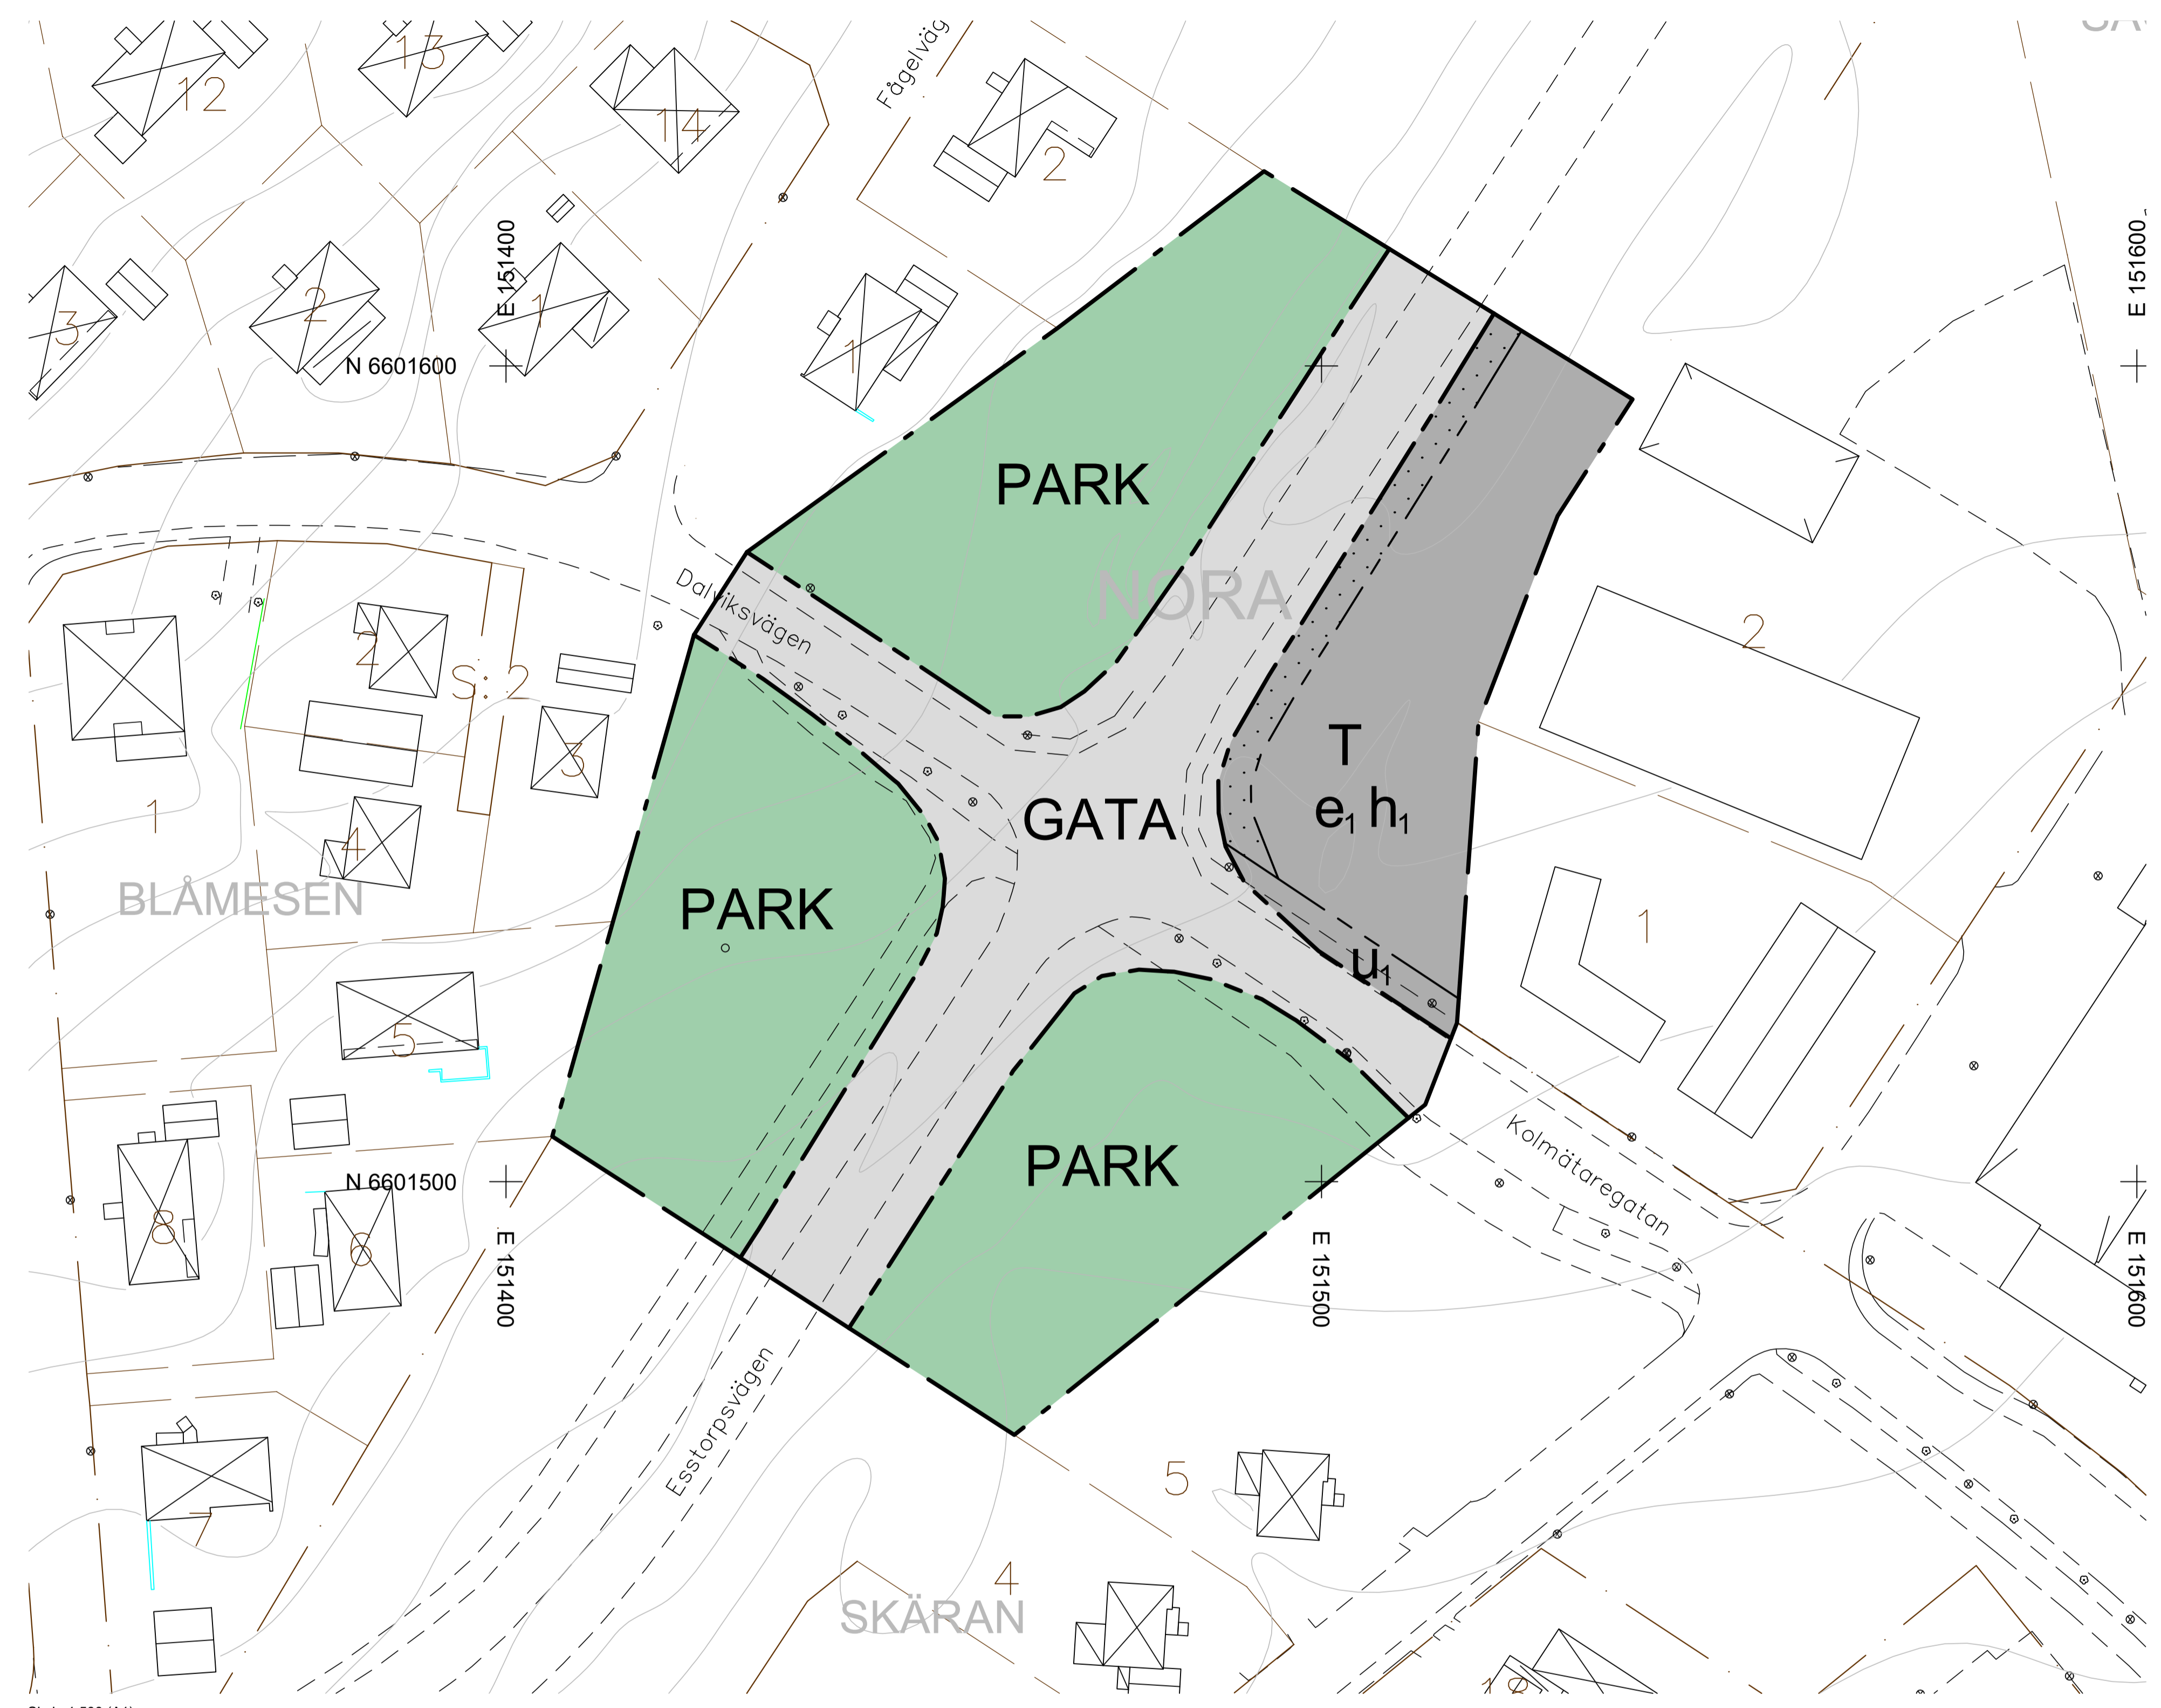 13
12
14
Fågelväg
2
E 151400
E 151600
3
2
1
1
N 6601600
PARK
NORA
Dalviksvägen
2
S: 2
2
T
e1 h1
3
GATA
1
4
BLÅMESEN
PARK
1
u1
5
Kolmätaregatan
PARK
N 6601500
8
6
E 151400
E 151500
E 151600
Esstorpsvägen
5
7
4
SKÄRAN
18